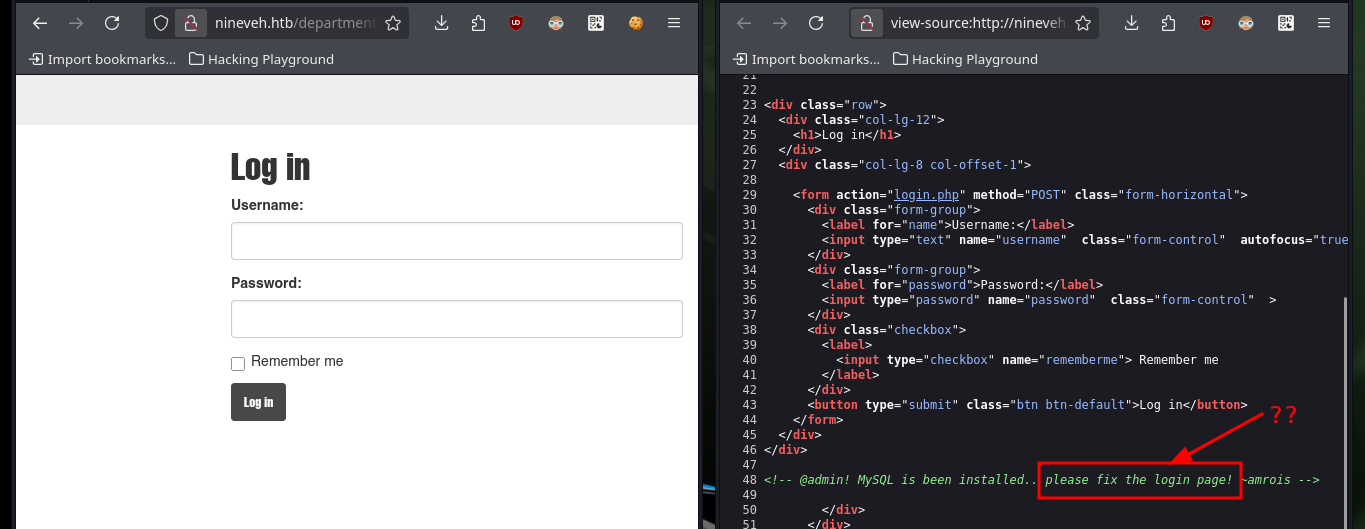 nineveh.htb/department
Import bookmarks... Hacking Playground
Log in
Username:
Password:
Remember me
Log in
view-source:http://nineveh
Import bookmarks... Hacking Playground
21
22
23 <div class="row">
24 <div class="col-lg-12">
25 <h1>Log in</h1>
26 </div>
27 <div class="col-lg-8 col-offset-1">
28
29 <form action="login.php" method="POST" class="form-horizontal">
30 <div class="form-group">
31 <label for="name">Username:</label>
32 <input type="text" name="username"  class="form-control"  autofocus="true
33 </div>
34 <div class="form-group">
35 <label for="password">Password:</label>
36 <input type="password" name="password"  class="form-control"  >
37 </div>
38 <div class="checkbox">
39 <label>
40 <input type="checkbox" name="rememberme"> Remember me
41 </label>
42 </div>
43 <button type="submit" class="btn btn-default">Log in</button>
44 </form>
45 </div>
46 </div>
47
48 <!-- @admin! MySQL is been installed.. please fix the login page! ~amrois -->
49
50 </div>
51 </div>
??